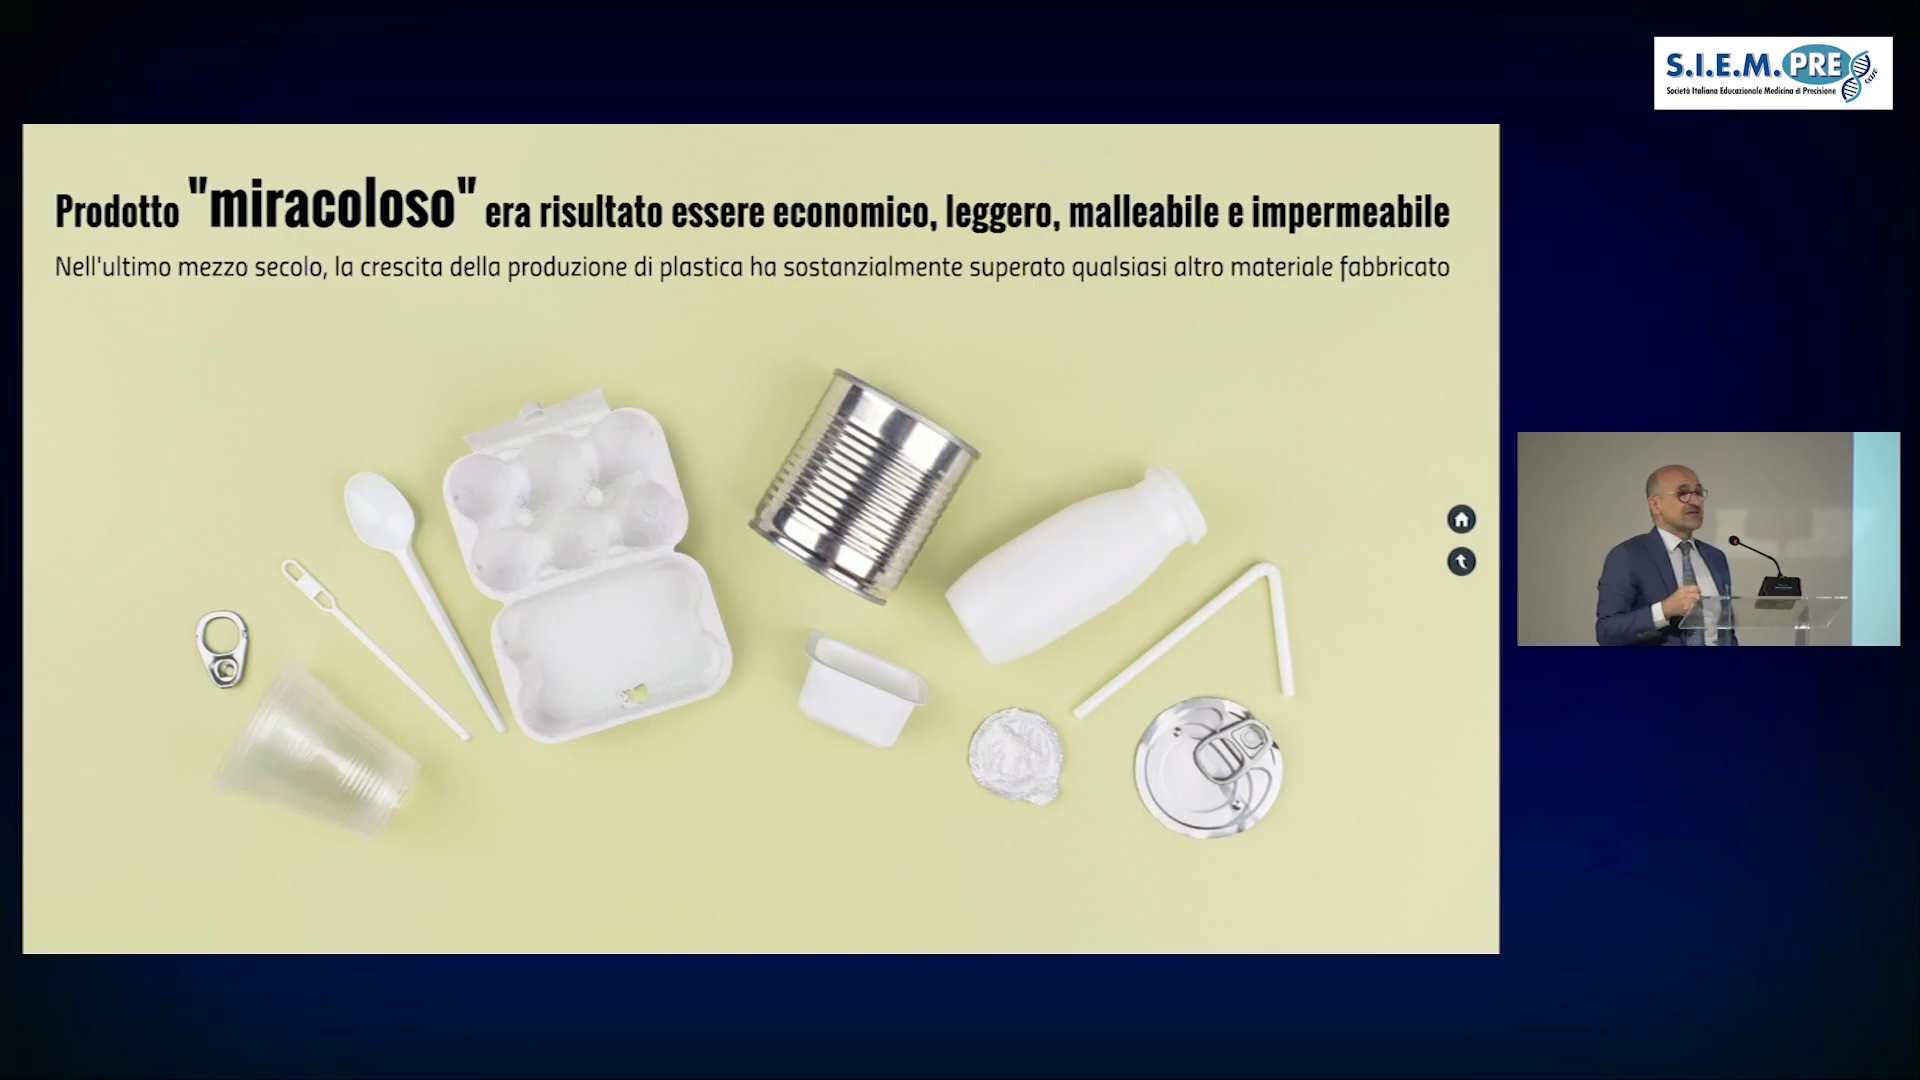 S.I.E.M.PRE care
Società Italiana Educazionale Medicina di Precisione
Prodotto "miracoloso" era risultato essere economico, leggero, malleabile e impermeabile
Nell'ultimo mezzo secolo, la crescita della produzione di plastica ha sostanzialmente superato qualsiasi altro materiale fabbricato